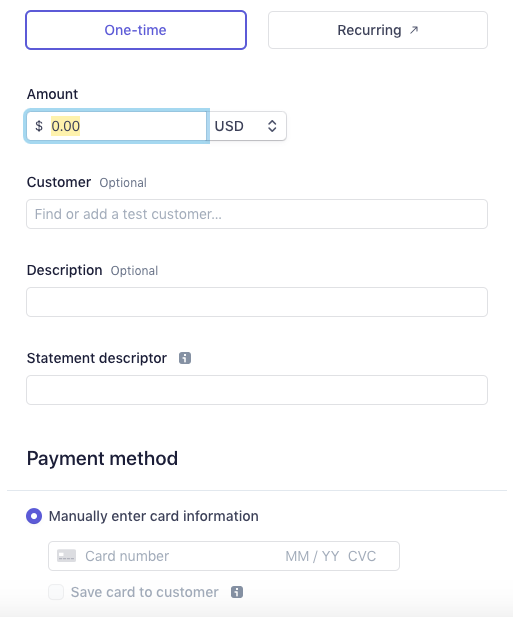 One-time Recurring ↗
Amount
$ 0.00 USD
Customer Optional
Find or add a test customer...
Description Optional
Statement descriptor
Payment method
Manually enter card information
Card number MM / YY CVC
Save card to customer